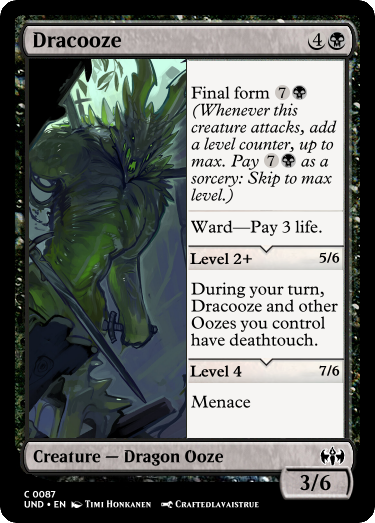 Dracooze 4
Final form 7
(Whenever this
creature attacks, add
a level counter, up to
max. Pay 7 as a
sorcery: Skip to max
level.)
Ward—Pay 3 life.
Level 2+ 5/6
During your turn,
Dracooze and other
Oozes you control
have deathtouch.
Level 4 7/6
Menace
Creature — Dragon Ooze
3/6
C 0087
UND • EN Timi Honkanen Craftedlavaistrue